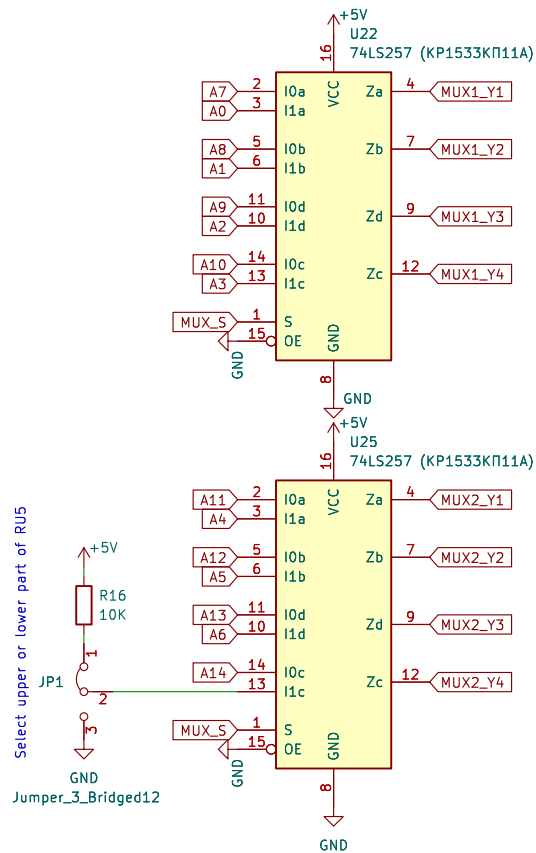 +5V
U22
74LS257 (КР1533КП11А)
16
VCC
A7 2 I0a Za 4 MUX1_Y1
A0 3 I1a
A8 5 I0b Zb 7 MUX1_Y2
A1 6 I1b
A9 11 I0d
Zd 9 MUX1_Y3
A2 10 I1d
A10 14 I0c
Zc 12 MUX1_Y4
A3 13 I1c
MUX_S 1 S
15 OE
GND
GND
8
GND
+5V
U25
74LS257 (КР1533КП11А)
16
VCC
A11 2 I0a Za 4 MUX2_Y1
A4 3 I1a
A12 5 I0b Zb 7 MUX2_Y2
A5 6 I1b
A13 11 I0d
Zd 9 MUX2_Y3
A6 10 I1d
A14 14 I0c
Zc 12 MUX2_Y4
13 I1c
MUX_S 1 S
15 OE
GND
GND
8
GND
Select upper or lower part of RU5
+5V
R16
10K
1
JP1
2
3
GND
Jumper_3_Bridged12